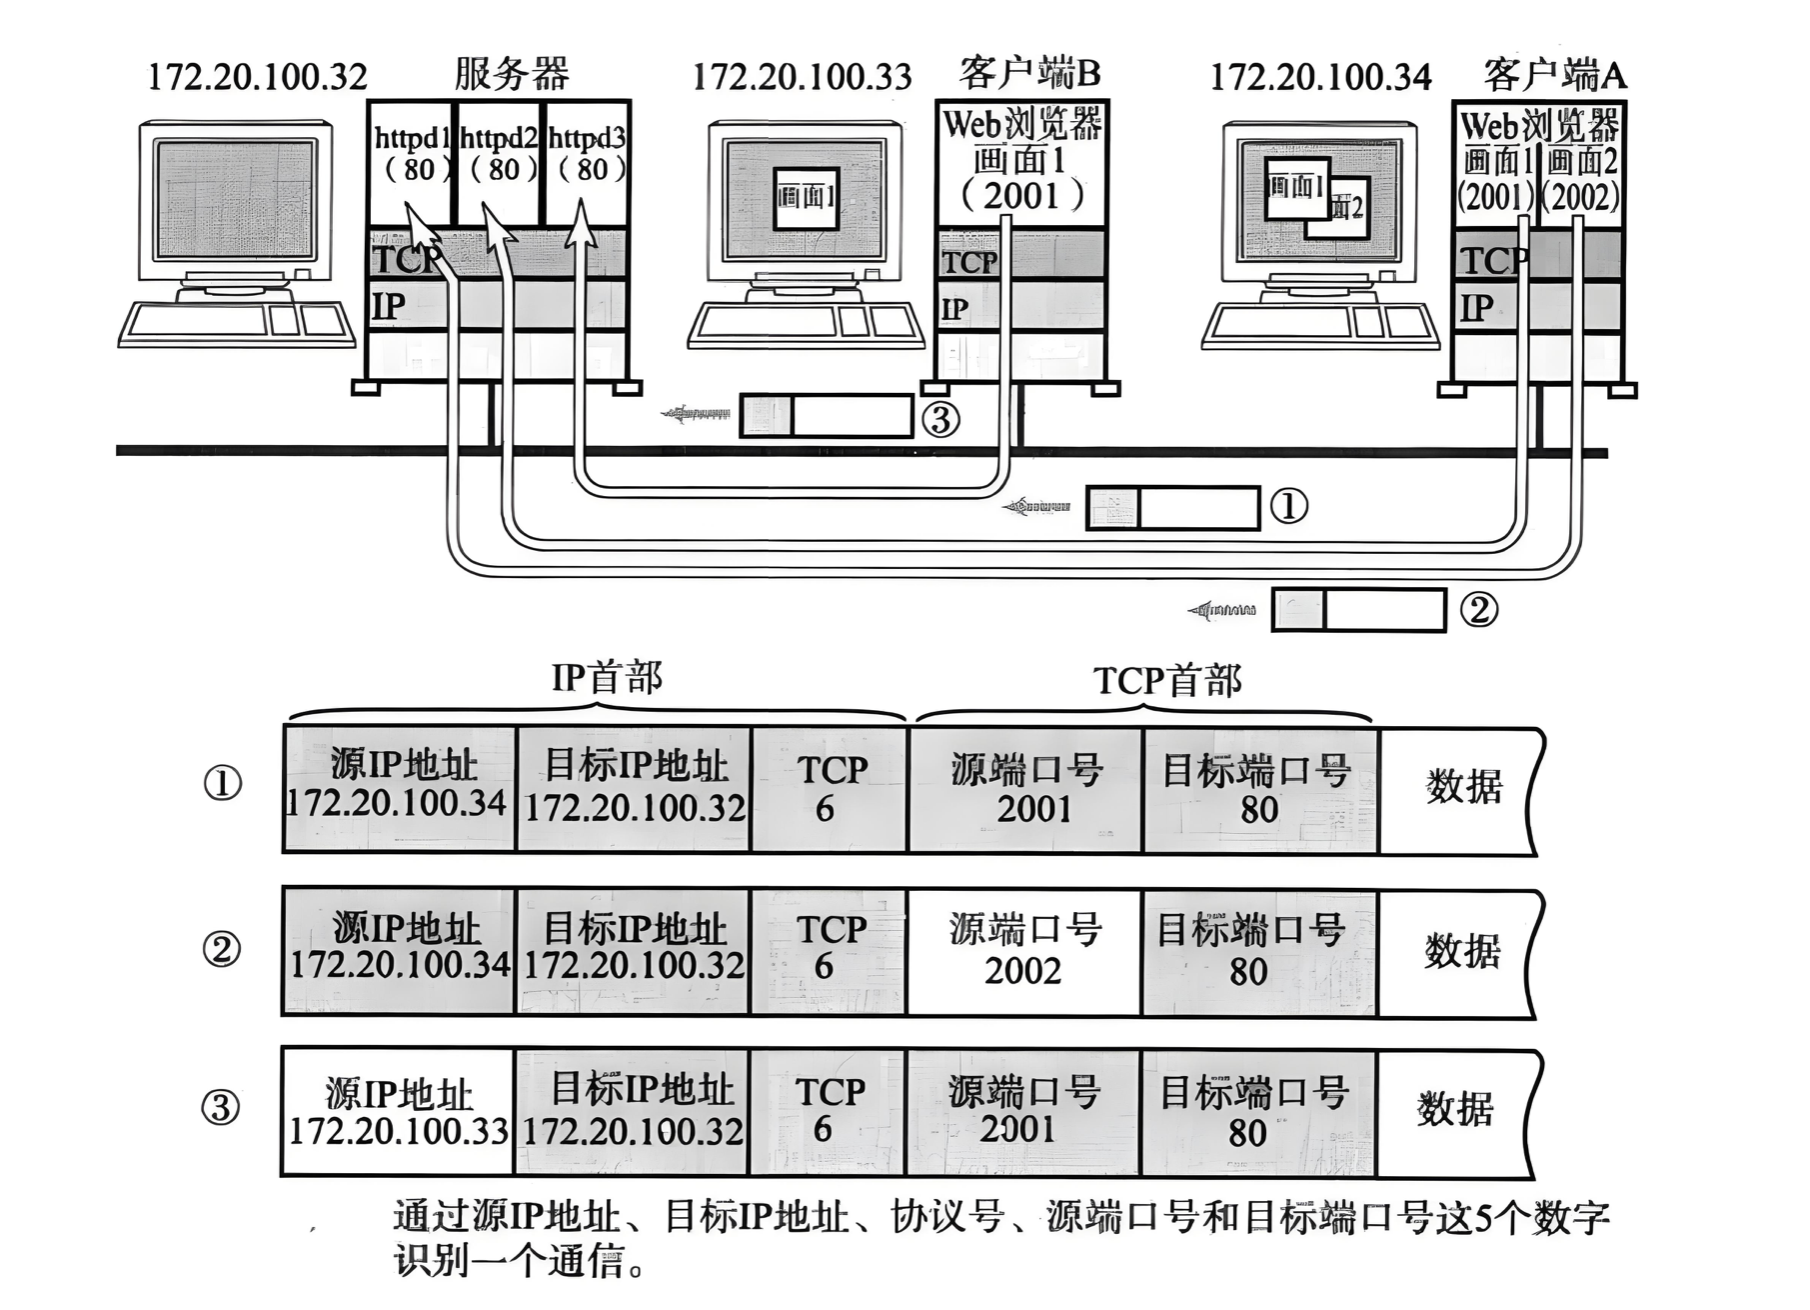 172.20.100.32 服务器 172.20.100.33 客户端B 172.20.100.34 客户端A
httpd1 httpd2 httpd3
(80) (80) (80)
TCP
IP
画面1
Web浏览器
画面1
(2001)
TCP
IP
画面1
面2
Web浏览器
画面1 画面2
(2001) (2002)
TCP
IP
③
①
②
IP首部 TCP首部
① 源IP地址 目标IP地址 TCP 源端口号 目标端口号 数据
172.20.100.34 172.20.100.32 6 2001 80
② 源IP地址 目标IP地址 TCP 源端口号 目标端口号 数据
172.20.100.34 172.20.100.32 6 2002 80
③ 源IP地址 目标IP地址 TCP 源端口号 目标端口号 数据
172.20.100.33 172.20.100.32 6 2001 80
通过源IP地址、目标IP地址、协议号、源端口号和目标端口号这5个数字
识别一个通信。